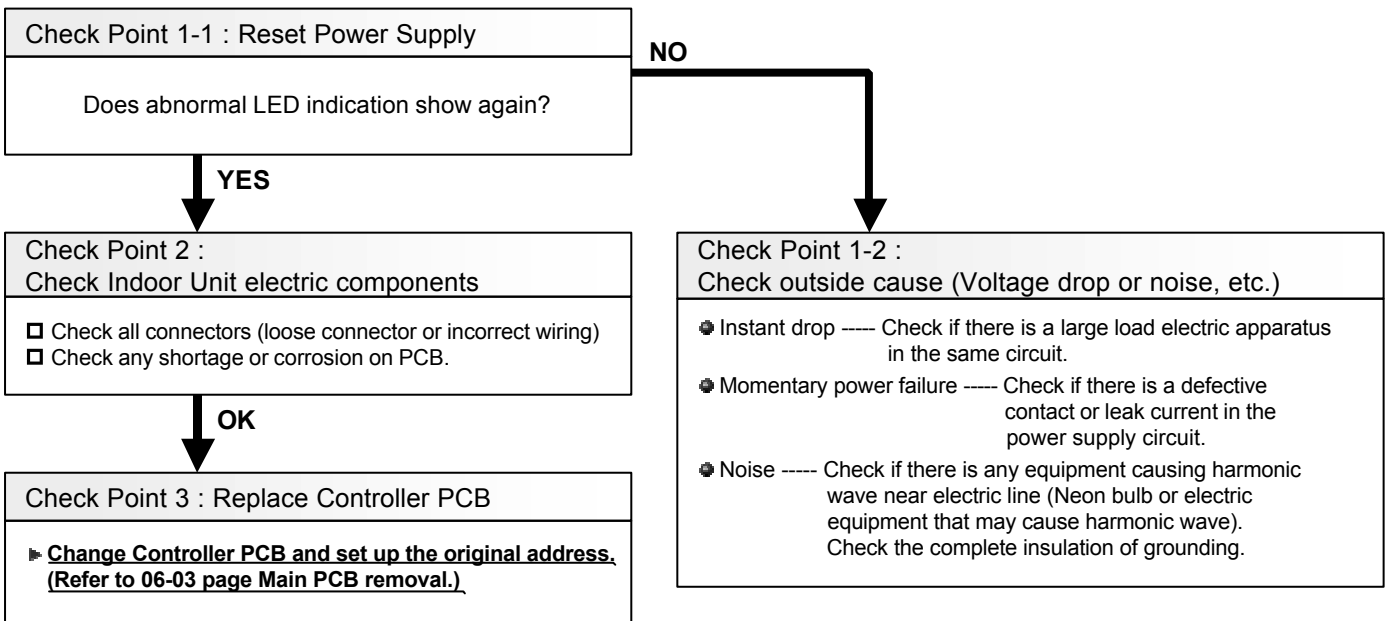 Check Point 1-1 : Reset Power Supply
Does abnormal LED indication show again?
NO
YES
Check Point 2 :
Check Indoor Unit electric components
Check all connectors (loose connector or incorrect wiring)
Check any shortage or corrosion on PCB.
OK
Check Point 3 : Replace Controller PCB
Change Controller PCB and set up the original address.
(Refer to 06-03 page Main PCB removal.)
Check Point 1-2 :
Check outside cause (Voltage drop or noise, etc.)
Instant drop ----- Check if there is a large load electric apparatus
in the same circuit.
Momentary power failure ----- Check if there is a defective
contact or leak current in the
power supply circuit.
Noise ----- Check if there is any equipment causing harmonic
wave near electric line (Neon bulb or electric
equipment that may cause harmonic wave).
Check the complete insulation of grounding.